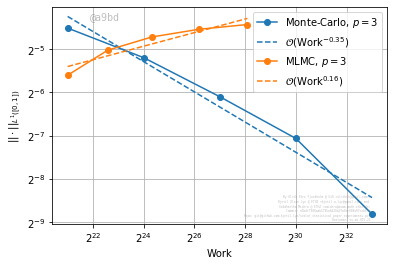 @a9bd
Monte-Carlo, p = 3
𝒪(Work^{-0.35})
MLMC, p = 3
𝒪(Work^{0.16})
||·||_{L^1([0,1])}
2^{-5}
2^{-6}
2^{-7}
2^{-8}
2^{-9}
2^{22}
2^{24}
2^{26}
2^{28}
2^{30}
2^{32}
Work